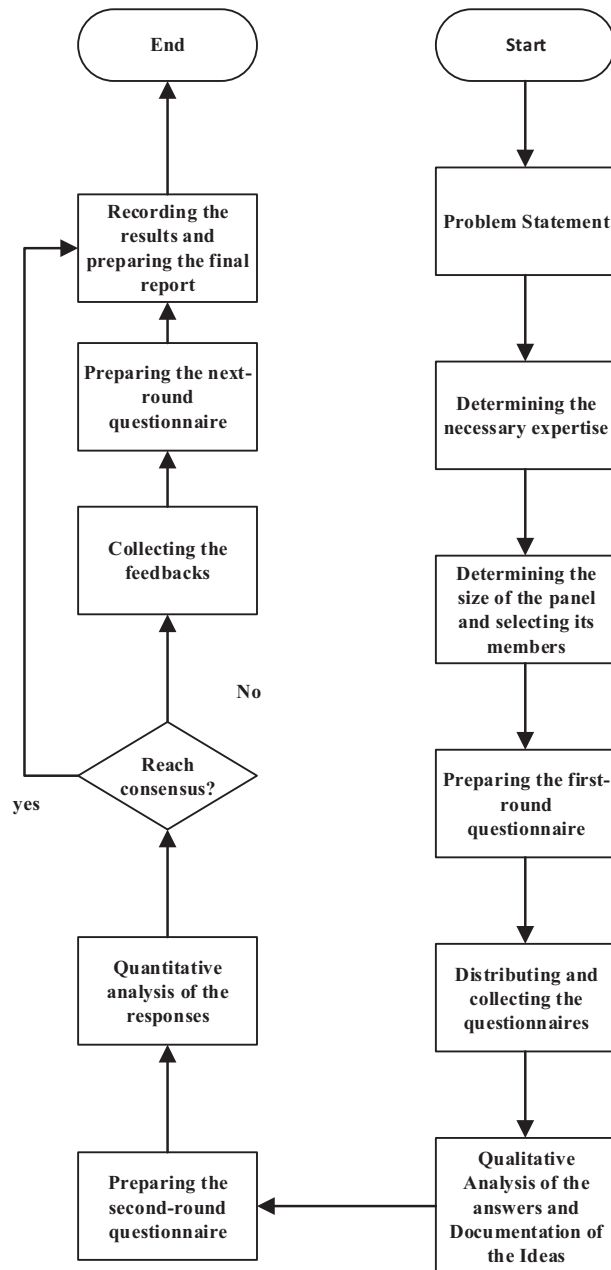 End
Start
Recording the
results and
preparing the final
report
Problem Statement
Preparing the next-
round
questionnaire
Determining the
necessary expertise
Collecting the
feedbacks
Determining the
size of the panel
and selecting its
members
No
Reach
consensus?
yes
Preparing the first-
round
questionnaire
Quantitative
analysis of the
responses
Distributing and
collecting the
questionnaires
Preparing the
second-round
questionnaire
Qualitative
Analysis of the
answers and
Documentation of
the Ideas